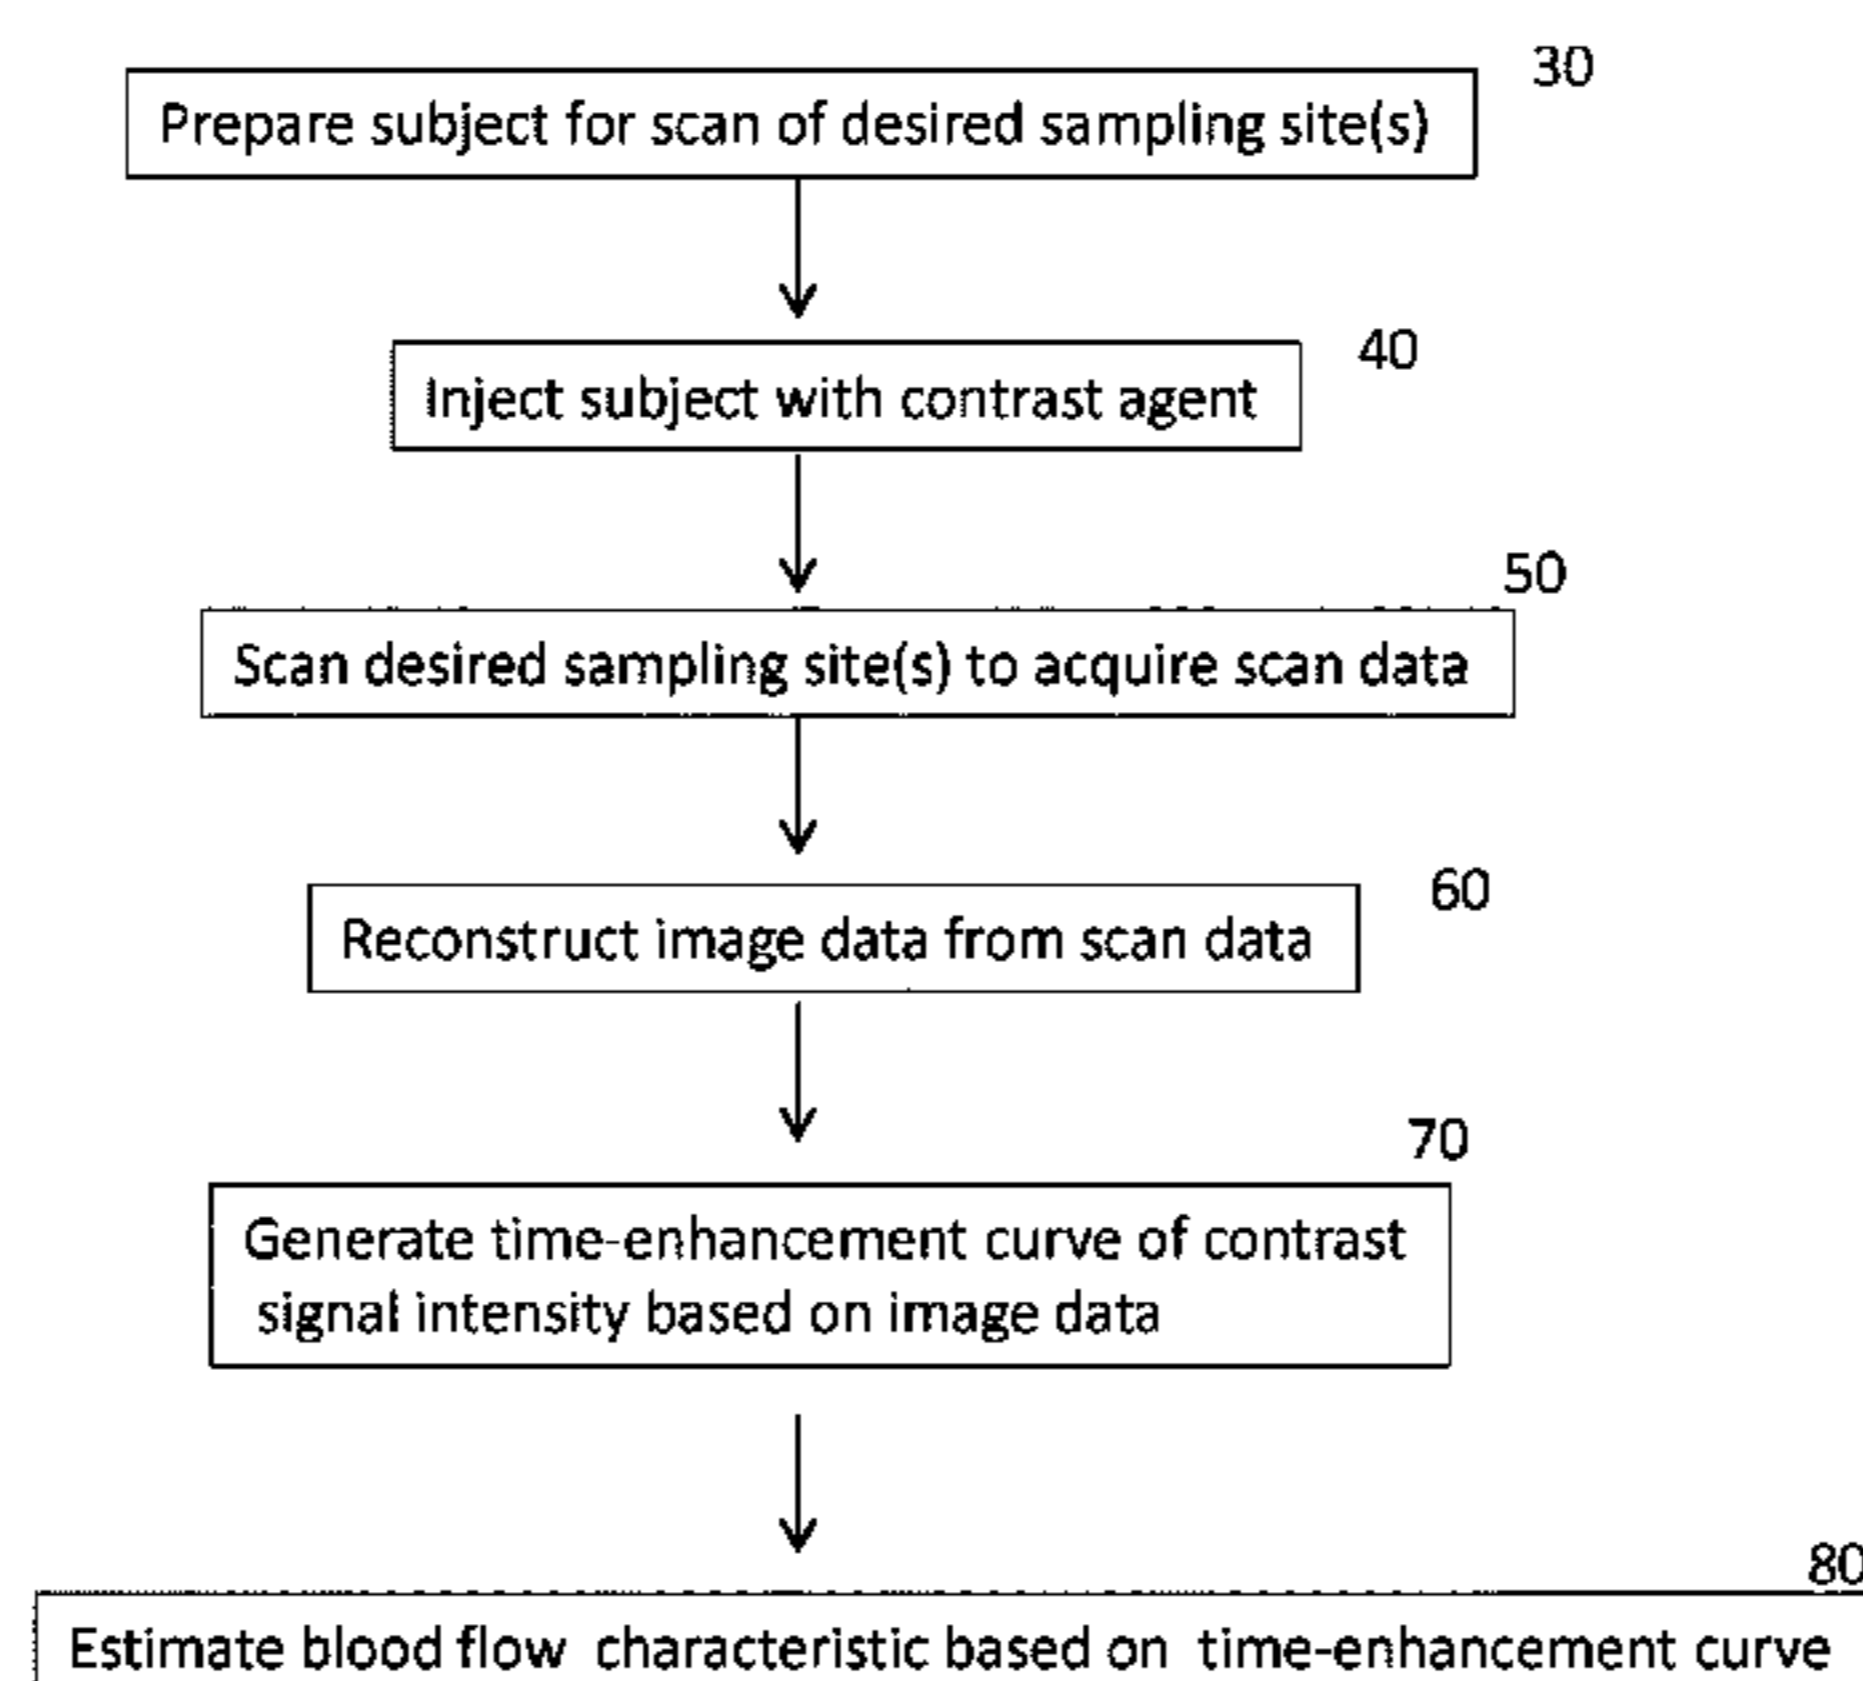 30
Prepare subject for scan of desired sampling site(s)
40
Inject subject with contrast agent
50
Scan desired sampling site(s) to acquire scan data
60
Reconstruct image data from scan data
70
Generate time-enhancement curve of contrast
signal intensity based on image data
80
Estimate blood flow characteristic based on time-enhancement curve